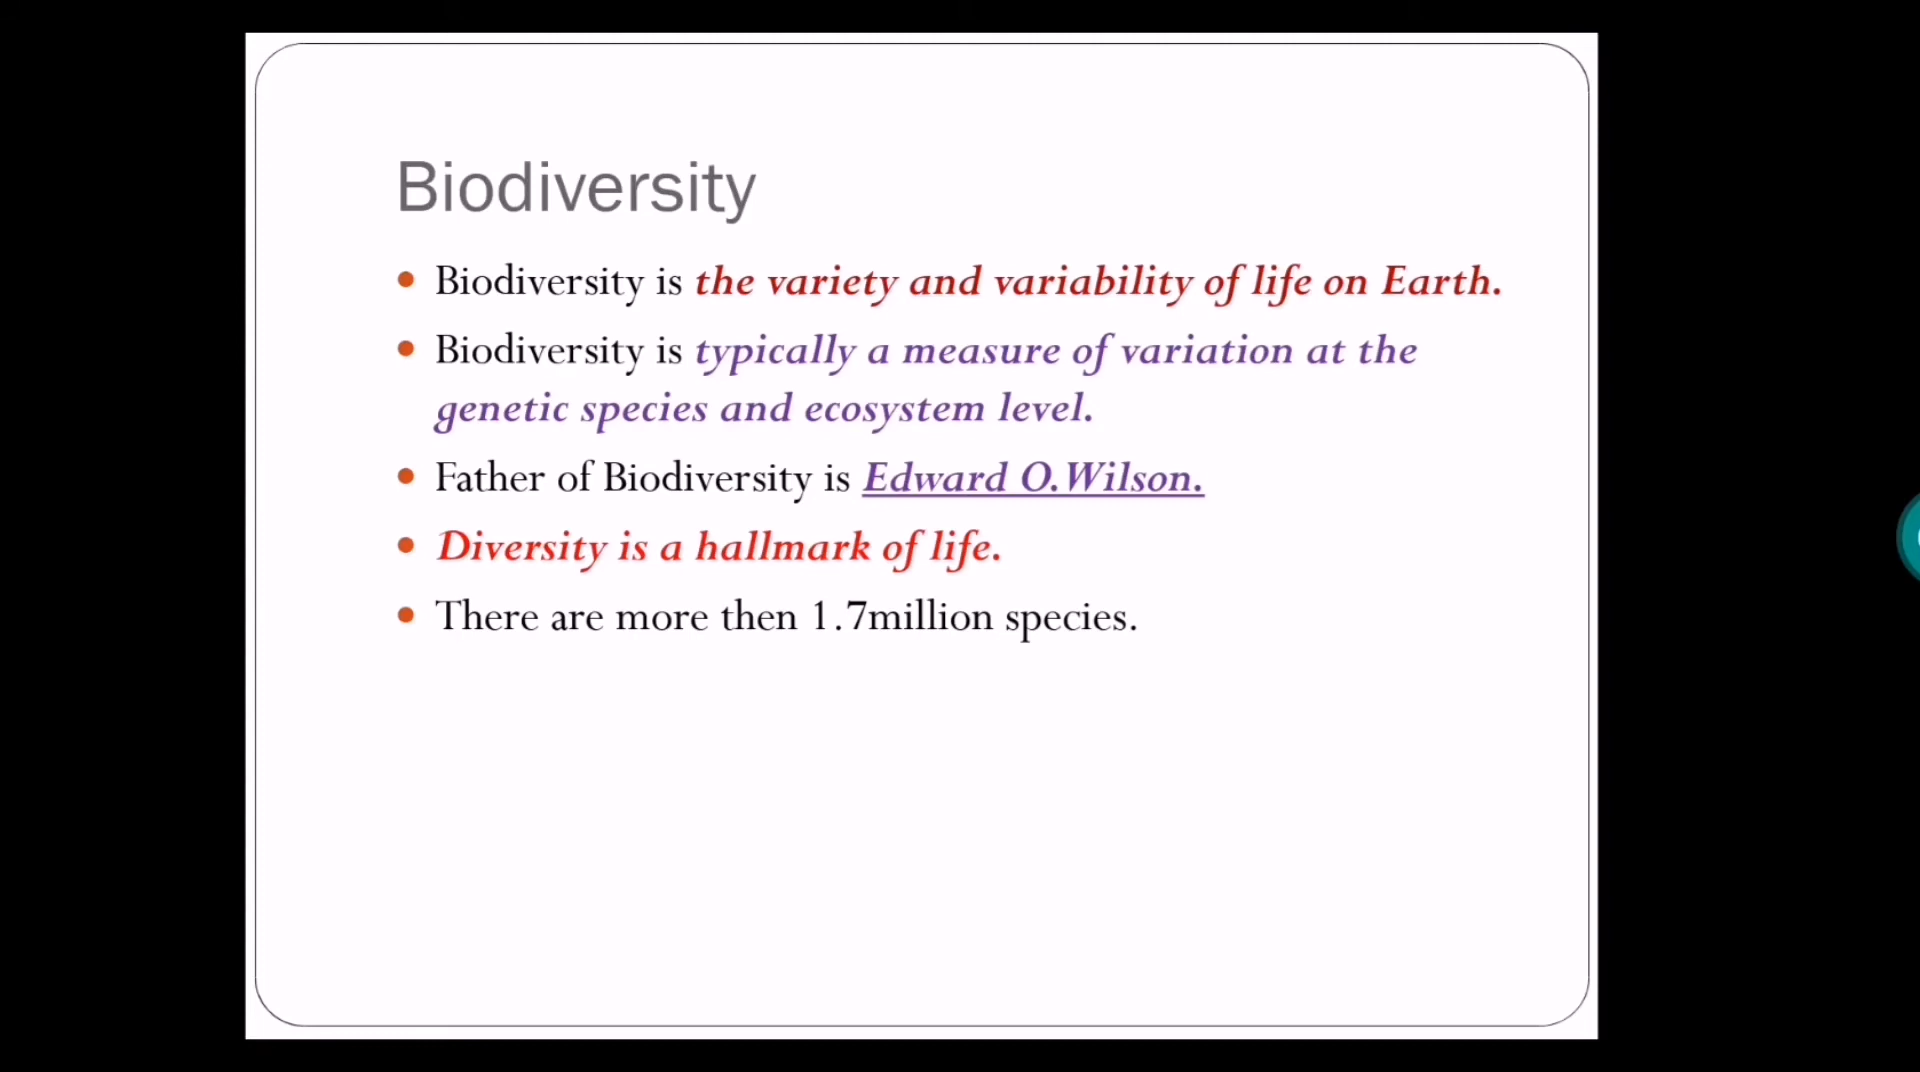 Biodiversity
Biodiversity is the variety and variability of life on Earth.
Biodiversity is typically a measure of variation at the
genetic species and ecosystem level.
Father of Biodiversity is Edward O.Wilson.
Diversity is a hallmark of life.
There are more then 1.7million species.